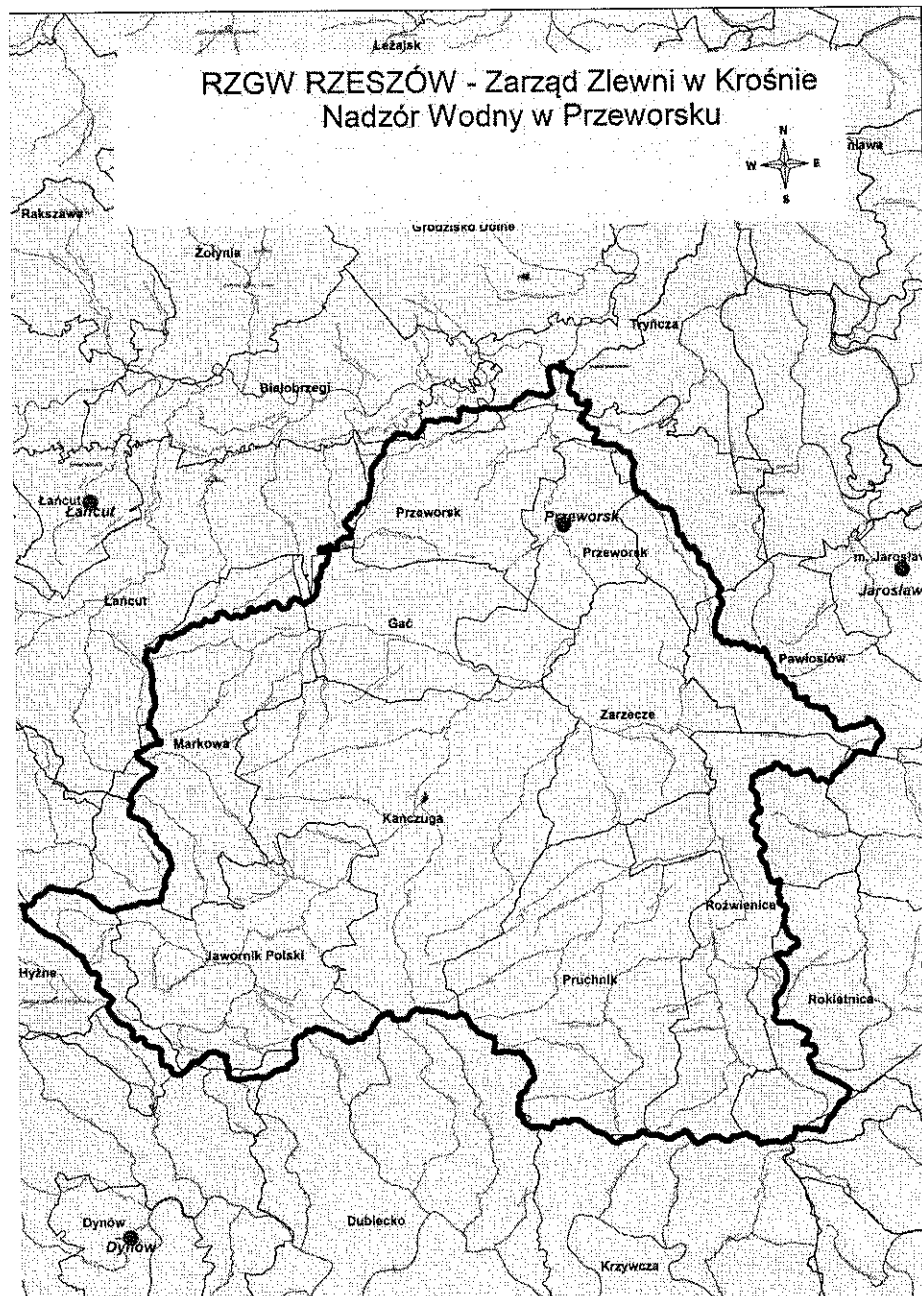 Leżajsk
RZGW RZESZÓW - Zarząd Zlewni w Krośnie
Nadzór Wodny w Przeworsku
N
W E
S
Rakszawa
Grodzisko Dolne
Żołynia
Tryńcza
Białobrzegi
Łańcut
Łańcut
Przeworsk
Przeworsk
Przeworsk
m. Jarosław
Jarosław
Łańcut
Gać
Pawłosiów
Zarzecze
Markowa
Kańczuga
Roźwienica
Jawornik Polski
Hyżne
Pruchnik
Rokietnica
Dynów
Dynów
Dubiecko
Krzywcza